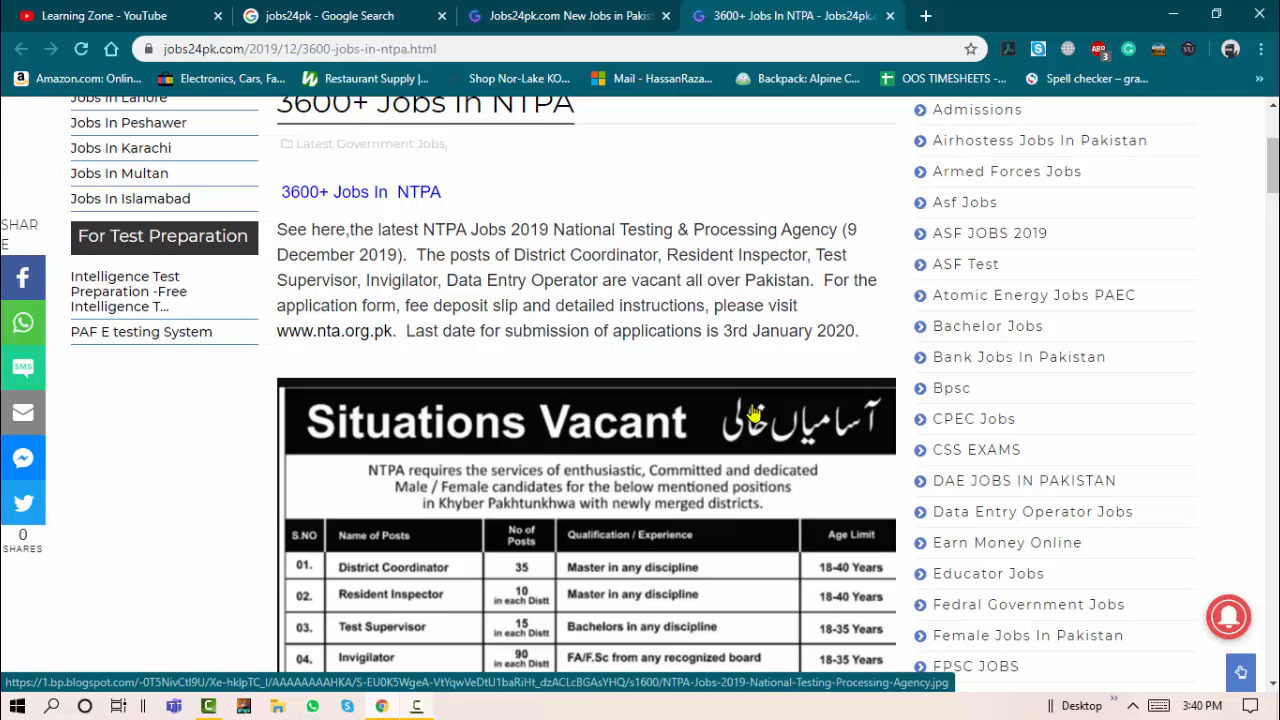 Learning Zone - YouTube
jobs24pk - Google Search
Jobs24pk.com New Jobs in Pakis
3600+ Jobs In NTPA - Jobs24pk.
jobs24pk.com/2019/12/3600-jobs-in-ntpa.html
Amazon.com: Onlin...
Electronics, Cars, Fa...
Restaurant Supply |...
Shop Nor-Lake KO...
Mail - HassanRaza...
Backpack: Alpine C...
OOS TIMESHEETS -...
Spell checker – gra...
Jobs In Lahore
Jobs In Peshawer
Jobs In Karachi
Jobs In Multan
Jobs In Islamabad
For Test Preparation
Intelligence Test
Preparation -Free
Intelligence T...
PAF E testing System
SHAR
E
SMS
0
SHARES
3600+ Jobs In NTPA
Latest Government Jobs,
3600+ Jobs In NTPA
See here,the latest NTPA Jobs 2019 National Testing & Processing Agency (9
December 2019). The posts of District Coordinator, Resident Inspector, Test
Supervisor, Invigilator, Data Entry Operator are vacant all over Pakistan. For the
application form, fee deposit slip and detailed instructions, please visit
www.nta.org.pk. Last date for submission of applications is 3rd January 2020.
Situations Vacant آسامیاں خالی
NTPA requires the services of enthusiastic, Committed and dedicated
Male / Female candidates for the below mentioned positions
in Khyber Pakhtunkhwa with newly merged districts.
S.NO Name of Posts No of Posts Qualification / Experience Age Limit
01. District Coordinator 35 Master in any discipline 18-40 Years
02. Resident Inspector 10 in each Distt Master in any discipline 18-40 Years
03. Test Supervisor 15 in each Distt Bachelors in any discipline 18-35 Years
04. Invigilator 90 in each Distt FA/F.Sc from any recognized board 18-35 Years
Admissions
Airhostess Jobs In Pakistan
Armed Forces Jobs
Asf Jobs
ASF JOBS 2019
ASF Test
Atomic Energy Jobs PAEC
Bachelor Jobs
Bank Jobs In Pakistan
Bpsc
CPEC Jobs
CSS EXAMS
DAE JOBS IN PAKISTAN
Data Entry Operator Jobs
Earn Money Online
Educator Jobs
Fedral Government Jobs
Female Jobs In Pakistan
FPSC JOBS
Desktop
3:40 PM